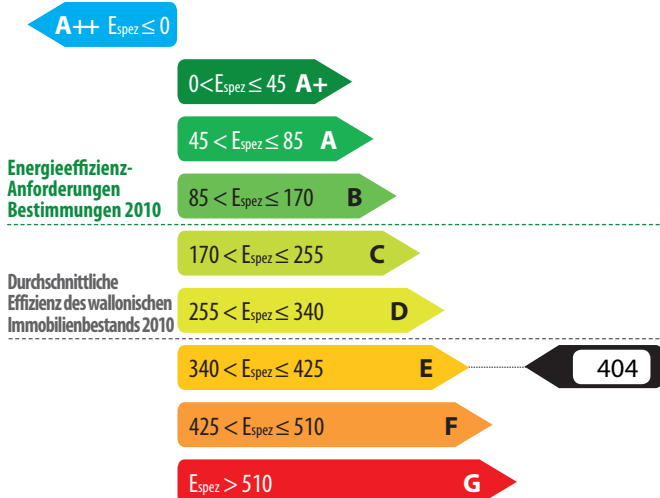 A++ Espez ≤ 0
0<Espez ≤ 45 A+
45 < Espez ≤ 85 A
Energieeffizienz-
Anforderungen
Bestimmungen 2010
85 < Espez ≤ 170 B
170 < Espez ≤ 255 C
Durchschnittliche
Effizienz des wallonischen
Immobilienbestands 2010
255 < Espez ≤ 340 D
340 < Espez ≤ 425 E 404
425 < Espez ≤ 510 F
Espez > 510 G